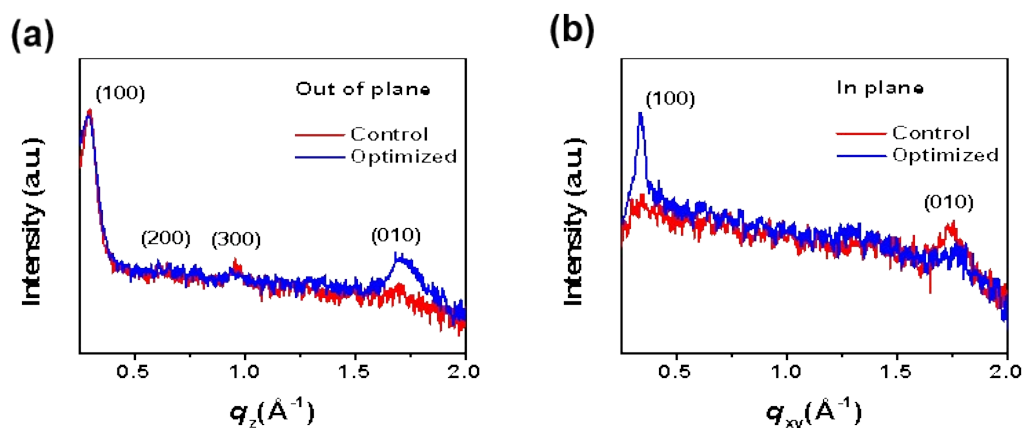 (a)
(100)
Out of plane
Control
Optimized
(200)
(300)
(010)
Intensity (a.u.)
0.5
1.0
1.5
2.0
qz(Å-1)
(b)
(100)
In plane
Control
Optimized
(010)
Intensity (a.u.)
0.5
1.0
1.5
2.0
qxy(Å-1)